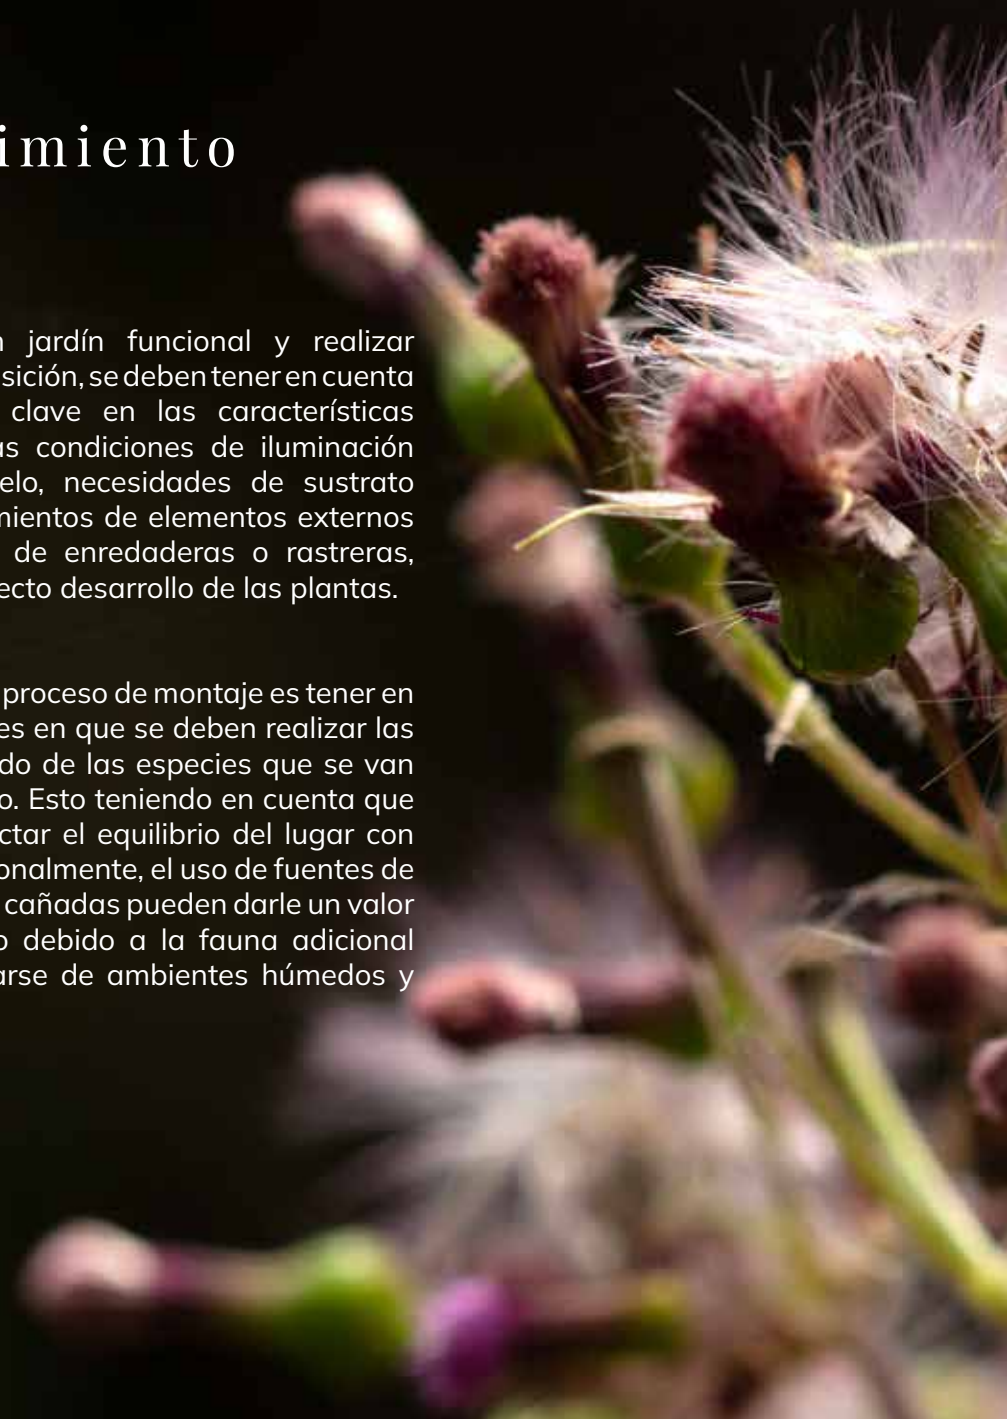 imiento
jardín funcional y realizar
sición, se deben tener en cuenta
clave en las características
as condiciones de iluminación
elo, necesidades de sustrato
mientos de elementos externos
de enredaderas o rastreras,
ecto desarrollo de las plantas.
proceso de montaje es tener en
es en que se deben realizar las
do de las especies que se van
o. Esto teniendo en cuenta que
ctar el equilibrio del lugar con
onalmente, el uso de fuentes de
cañadas pueden darle un valor
o debido a la fauna adicional
arse de ambientes húmedos y